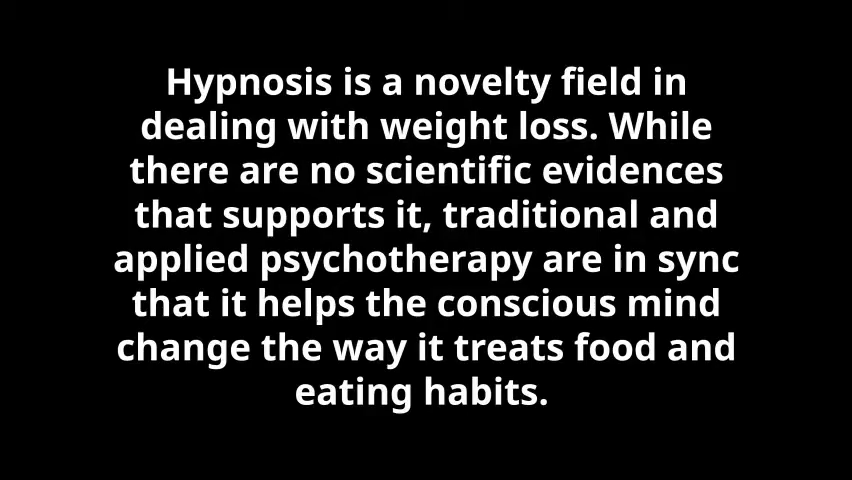 Hypnosis is a novelty field in
dealing with weight loss. While
there are no scientific evidences
that supports it, traditional and
applied psychotherapy are in sync
that it helps the conscious mind
change the way it treats food and
eating habits.